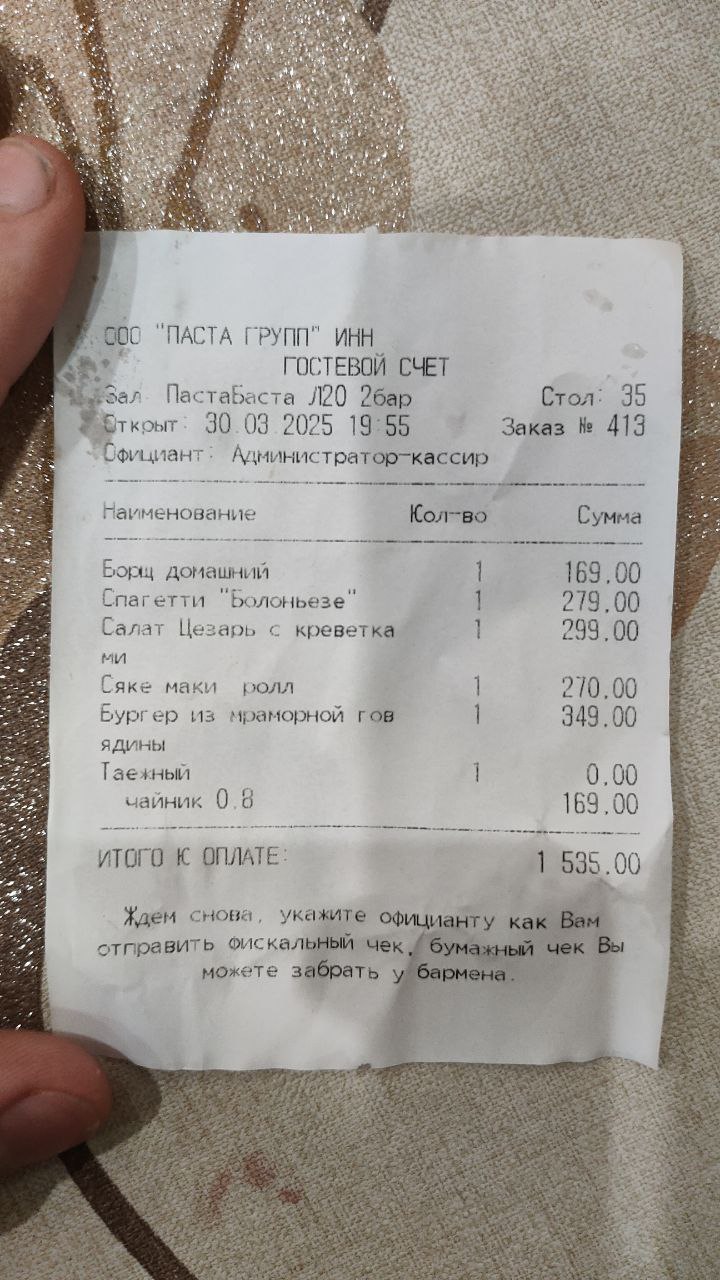 ООО "ПАСТА ГРУПП" ИНН
ГОСТЕВОЙ СЧЕТ
Зал: ПастаБаста Л20 2бар Стол: 35
Открыт: 30.03.2025 19:55 Заказ № 413
Официант: Администратор-кассир
Наименование Кол-во Сумма
Борщ домашний 1 169.00
Спагетти "Болоньезе" 1 279.00
Салат Цезарь с креветка 1 299.00
ми
Сяке маки ролл 1 270.00
Бургер из мраморной гов 1 349.00
ядины
Таежный 1 0.00
чайник 0.8 169.00
ИТОГО К ОПЛАТЕ: 1 535.00
Ждем снова, укажите официанту как Вам
отправить фискальный чек, бумажный чек Вы
можете забрать у бармена.